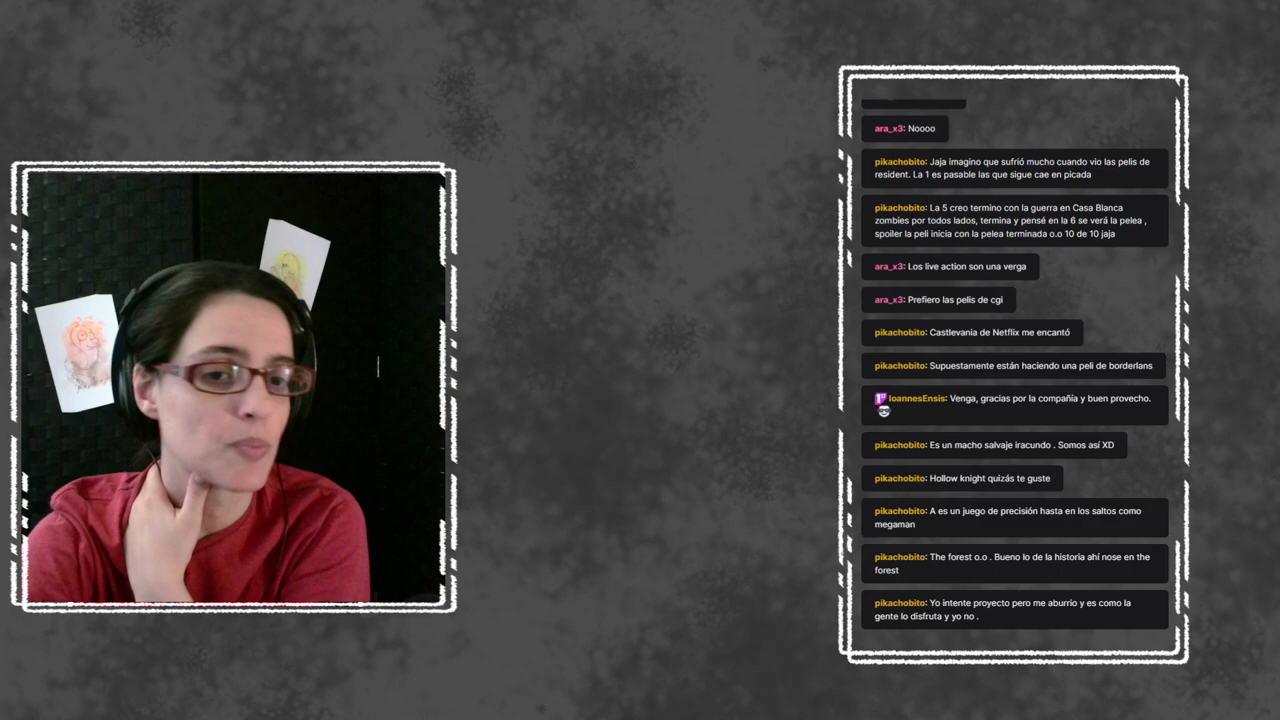 ara_x3: Noooo
pikachobito: Jaja imagino que sufrió mucho cuando vio las pelis de
resident. La 1 es pasable las que sigue cae en picada
pikachobito: La 5 creo termino con la guerra en Casa Blanca
zombies por todos lados, termina y pensé en la 6 se verá la pelea ,
spoiler la peli inicia con la pelea terminada o.o 10 de 10 jaja
ara_x3: Los live action son una verga
ara_x3: Prefiero las pelis de cgi
pikachobito: Castlevania de Netflix me encantó
pikachobito: Supuestamente están haciendo una peli de borderlans
IoannesEnsis: Venga, gracias por la compañía y buen provecho.
pikachobito: Es un macho salvaje iracundo . Somos así XD
pikachobito: Hollow knight quizás te guste
pikachobito: A es un juego de precisión hasta en los saltos como
megaman
pikachobito: The forest o.o . Bueno lo de la historia ahí nose en the
forest
pikachobito: Yo intente proyecto pero me aburrio y es como la
gente lo disfruta y yo no .